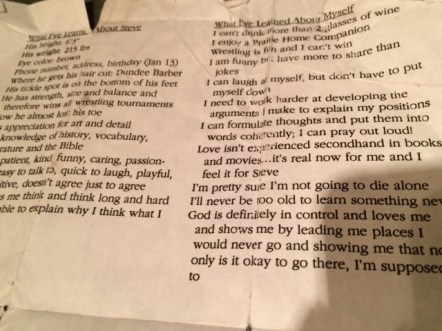 What I've Learned About Steve
His height 6'3"
His weight 215 lbs
Eye color brown
Phone number, address, birthday (Jan 13)
Where he gets his hair cut: Dundee Barber
His tickle spot is on the bottom of his feet
He has strength, size and balance and
therefore wins all wrestling tournaments
ow he almost lost his toe
s appreciation for art and detail
knowledge of history, vocabulary,
rature and the Bible
patient, kind, funny, caring, passion-
easy to talk to, quick to laugh, playful,
itive, doesn't agree just to agree
s me think and think long and hard
ble to explain why I think what I
What I've Learned About Myself
I can't drink more than 2 glasses of wine
I enjoy a Prairie Home Companion
Wrestling is fun and I can't win
I am funny but have more to share than
jokes
I can laugh at myself, but don't have to put
myself down
I need to work harder at developing the
arguments I make to explain my positions
I can formulate thoughts and put them into
words coherently; I can pray out loud!
Love isn't experienced secondhand in books
and movies...it's real now for me and I
feel it for Steve
I'm pretty sure I'm not going to die alone
I'll never be too old to learn something new
God is definitely in control and loves me
and shows me by leading me places I
would never go and showing me that no
only is it okay to go there, I'm supposed
to